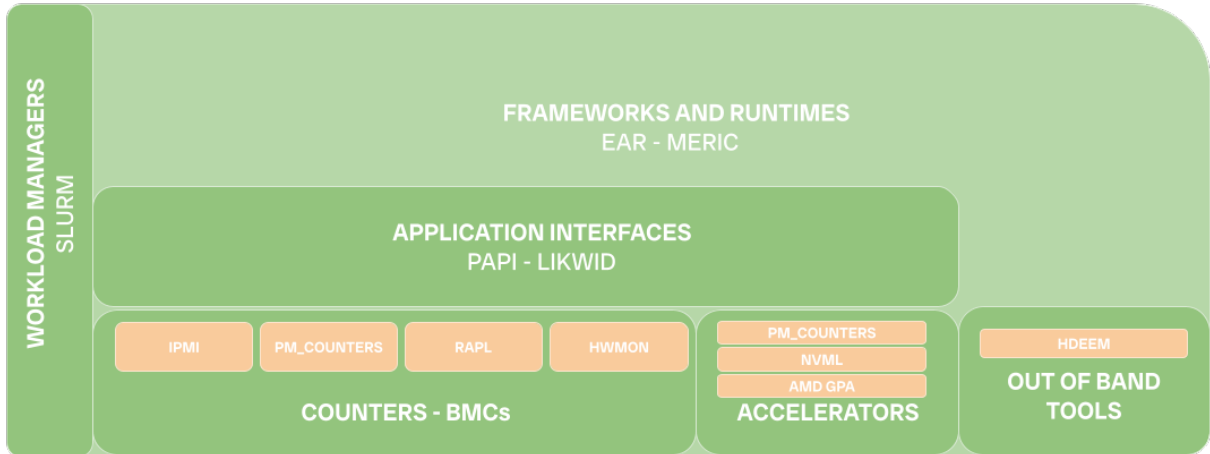 WORKLOAD MANAGERS
SLURM
FRAMEWORKS AND RUNTIMES
EAR - MERIC
APPLICATION INTERFACES
PAPI - LIKWID
IPMI
PM_COUNTERS
RAPL
HWMON
COUNTERS - BMCs
PM_COUNTERS
NVML
AMD GPA
ACCELERATORS
HDEEM
OUT OF BAND
TOOLS